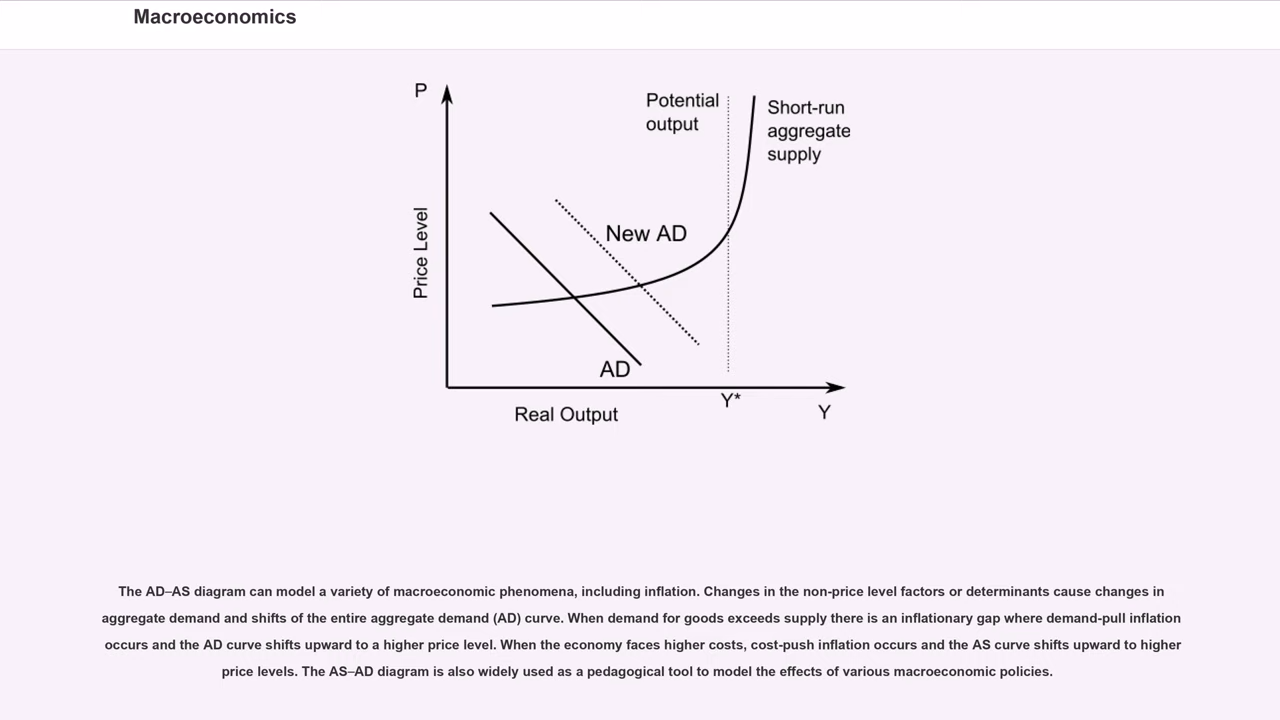 Macroeconomics
P
Potential
output
Short-run
aggregate
supply
Price Level
New AD
AD
Y*
Real Output
Y
The AD–AS diagram can model a variety of macroeconomic phenomena, including inflation. Changes in the non-price level factors or determinants cause changes in
aggregate demand and shifts of the entire aggregate demand (AD) curve. When demand for goods exceeds supply there is an inflationary gap where demand-pull inflation
occurs and the AD curve shifts upward to a higher price level. When the economy faces higher costs, cost-push inflation occurs and the AS curve shifts upward to higher
price levels. The AS–AD diagram is also widely used as a pedagogical tool to model the effects of various macroeconomic policies.